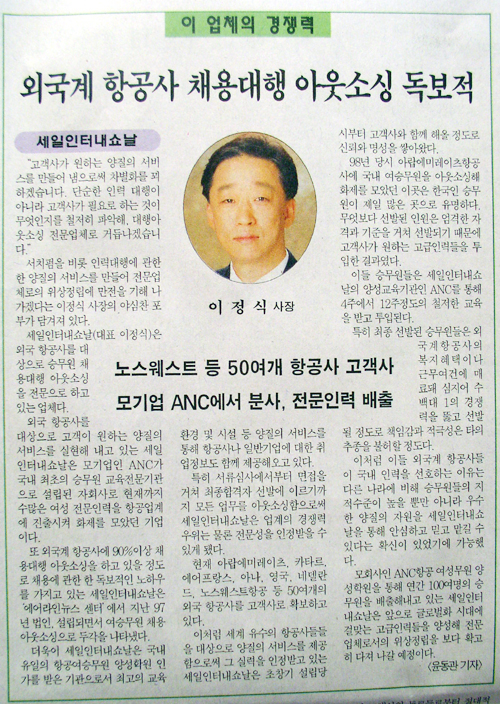 이 업체의 경쟁력
외국계 항공사 채용대행 아웃소싱 독보적
세일인터내쇼날
"고객사가 원하는 양질의 서비
스를 만들어 냄으로써 차별화를 꾀
하겠습니다. 단순한 인력 대행이
아니라 고객사가 필요로 하는 것이
무엇인지를 철저히 파악해, 대행아
웃소싱 전문업체로 거듭나겠습니
다."
서치펌을 비롯 인력대행에 관한
한 양질의 서비스를 만들어 전문업
체로의 위상정립에 만전을 기해 나
가겠다는 이정식 사장의 야심찬 포
부가 담겨져 있다.
세일인터내쇼날(대표 이정식)은
외국 항공사를 대
상으로 승무원 채
용대행 아웃소싱
을 전문으로 하고
있는 업체다.
외국 항공사를
대상으로 고객이 원하는 양질의
서비스를 실현해 내고 있는 세일
인터내쇼날은 모기업인 ANC가
국내 최초의 승무원 교육전문기관
으로 설립된 자회사로 현재까지
수많은 여성 전문인력을 항공업계
에 진출시켜 화제를 모았던 기업
이다.
또 외국계 항공사에 90%이상 채
용대행 아웃소싱을 하고 있을 정도
로 채용에 관한 한 독보적인 노하우
를 가지고 있는 세일인터내쇼날은
'에어라인뉴스 센터'에서 지난 97
년 법인, 설립되면서 여승무원 채용
아웃소싱으로 두각을 나타냈다.
더욱이 세일인터내쇼날은 국내
유일의 항공여승무원 양성학원 인
가를 받은 기관으로서 최고의 교육
이정식 사장
노스웨스트 등 50여개 항공사 고객사
모기업 ANC에서 분사, 전문인력 배출
환경 및 시설 등 양질의 서비스를
통해 항공사나 일반기업에 대한 취
업정보도 함께 제공해오고 있다.
특히 서류심사에서부터 면접을
거쳐 최종합격자 선발에 이르기까
지 모든 업무를 아웃소싱함으로써
세일인터내쇼날은 업계의 경쟁력
우위는 물론 전문성을 인정받을 수
있게 됐다.
현재 아랍에미레이츠, 카타르,
에어프랑스, 아나, 영국, 네델란
드, 노스웨스트항공 등 50여개의
외국 항공사를 고객사로 확보하고
있다.
이처럼 세계 유수의 항공사들들
을 대상으로 양질의 서비스를 제공
함으로써 그 실력을 인정받고 있는
세일인터내쇼날은 초창기 설립당
시부터 고객사와 함께 해올 정도로
신뢰와 명성을 쌓아왔다.
98년 당시 아랍에미레이츠항공
사에 국내 여승무원을 아웃소싱해
화제를 모았던 이곳은 한국인 승무
원이 제일 많은 곳으로 유명하다.
무엇보다 선발된 인원은 엄격한 자
격과 기준을 거쳐 선발되기 때문에
고객사가 원하는 고급인력들을 투
입한 결과였다.
이들 승무원들은 세일인터내쇼
날의 양성교육기관인 ANC를 통해
4주에서 12주정도의 철저한 교육
을 받고 투입된다.
특히 최종 선발된 승무원들은 외
국계항공사의
복지혜택이나
근무여건에 매
료돼 심지어 수
백대 1의 경쟁
력을 뚫고 선발
될 정도로 책임감과 적극성은 타의
추종을 불허할 정도다.
이처럼 이들 외국계 항공사들
이 국내 인력을 선호하는 이유는
다른 나라에 비해 승무원들의 지
적수준이 높을 뿐만 아니라 우수
한 양질의 자원을 세일인터내쇼
날을 통해 안심하고 믿고 맡길 수
있다는 확신이 있었기에 가능했
다.
모회사인 ANC항공 여성무원 양
성학원을 통해 연간 100여명의 승
무원을 배출해내고 있는 세일인터
내쇼날은 앞으로 글로벌화 시대에
걸맞는 고급인력들을 양성해 전문
업체로서의 위상정립을 보다 확고
히 다져 나갈 예정이다.
<윤동관 기자>